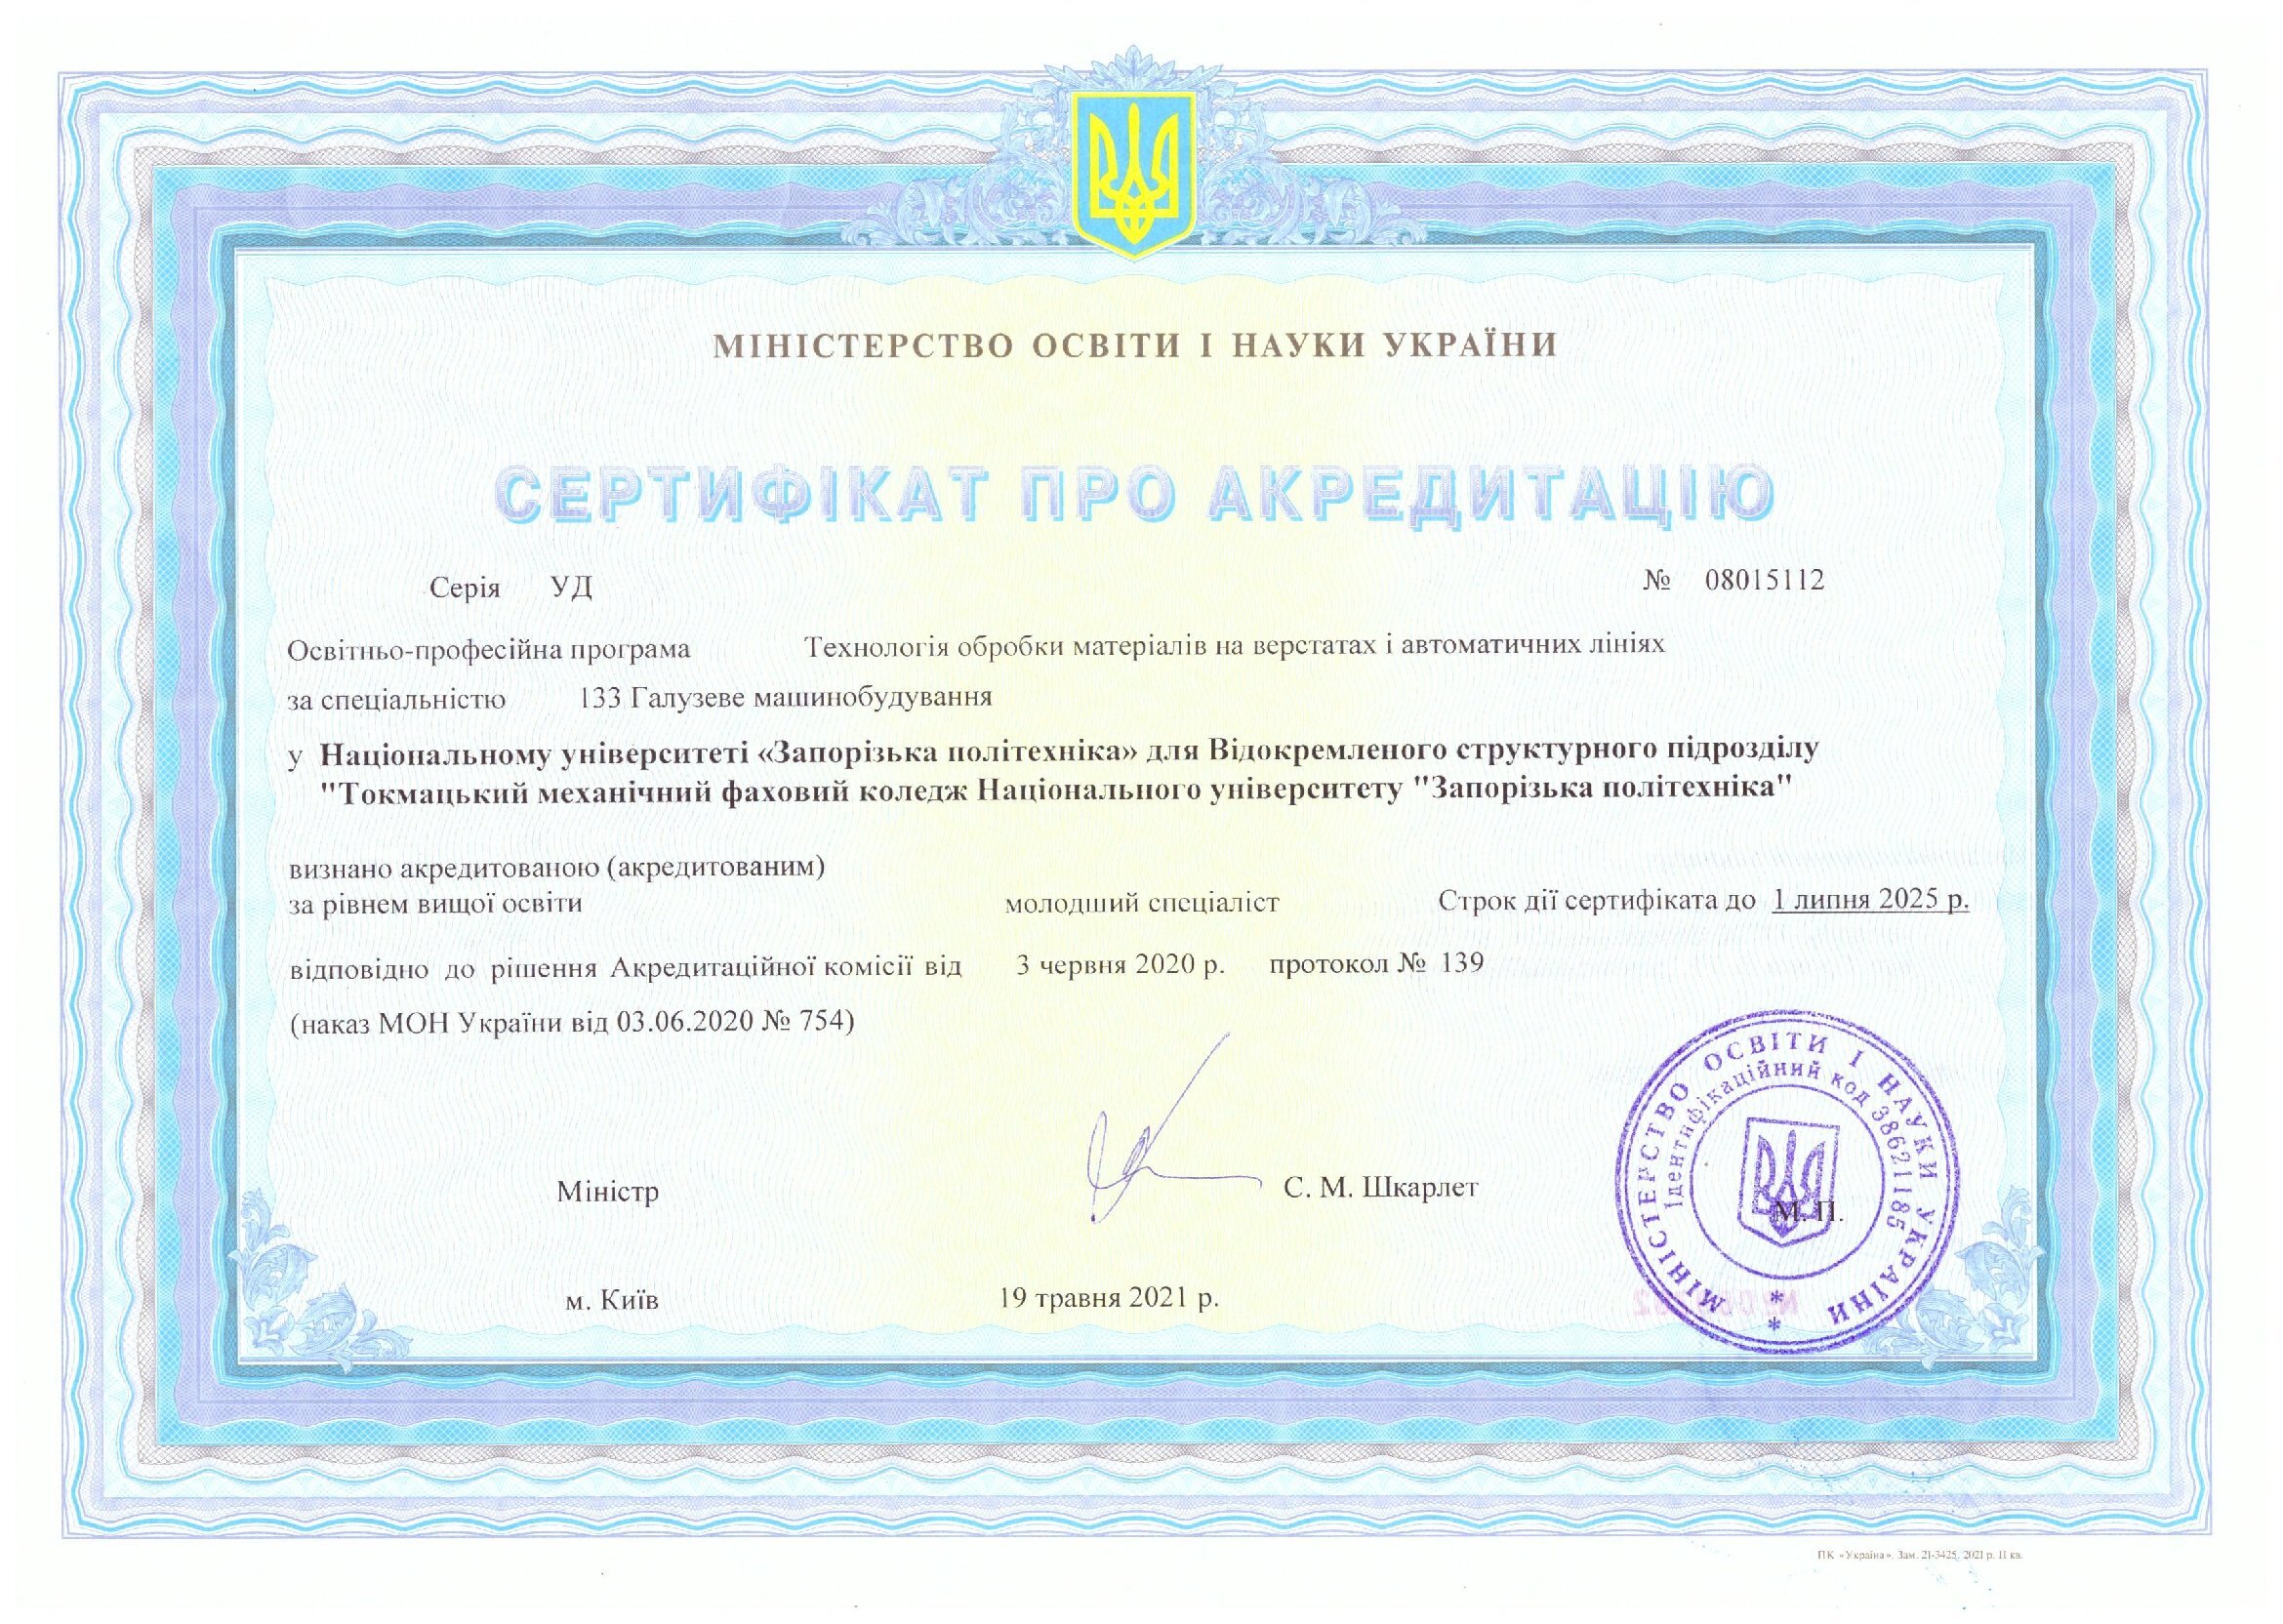 МІНІСТЕРСТВО ОСВІТИ І НАУКИ УКРАЇНИ
СЕРТИФІКАТ ПРО АКРЕДИТАЦІЮ
Серія УД № 08015112
Освітньо-професійна програма Технологія обробки матеріалів на верстатах і автоматичних лініях
за спеціальністю 133 Галузеве машинобудування
у Національному університеті «Запорізька політехніка» для Відокремленого структурного підрозділу
"Токмацький механічний фаховий коледж Національного університету "Запорізька політехніка"
визнано акредитованою (акредитованим)
за рівнем вищої освіти молодший спеціаліст Строк дії сертифіката до 1 липня 2025 р.
відповідно до рішення Акредитаційної комісії від 3 червня 2020 р. протокол № 139
(наказ МОН України від 03.06.2020 № 754)
Міністр С. М. Шкарлет
М. П.
МІНІСТЕРСТВО ОСВІТИ І НАУКИ УКРАЇНИ
Ідентифікаційний код 38621185
м. Київ 19 травня 2021 р.
ПК «Україна». Зам. 21-3425. 2021 р. II кв.